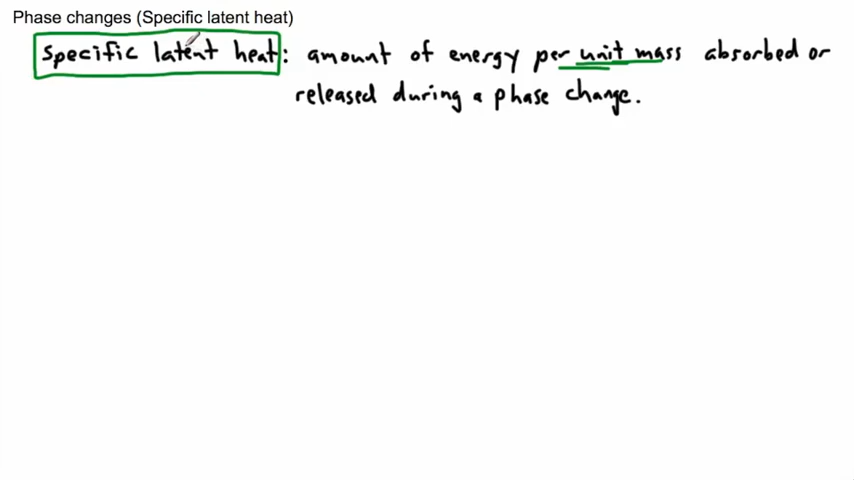 Phase changes (Specific latent heat)
Specific latent heat: amount of energy per unit mass absorbed or
released during a phase change.